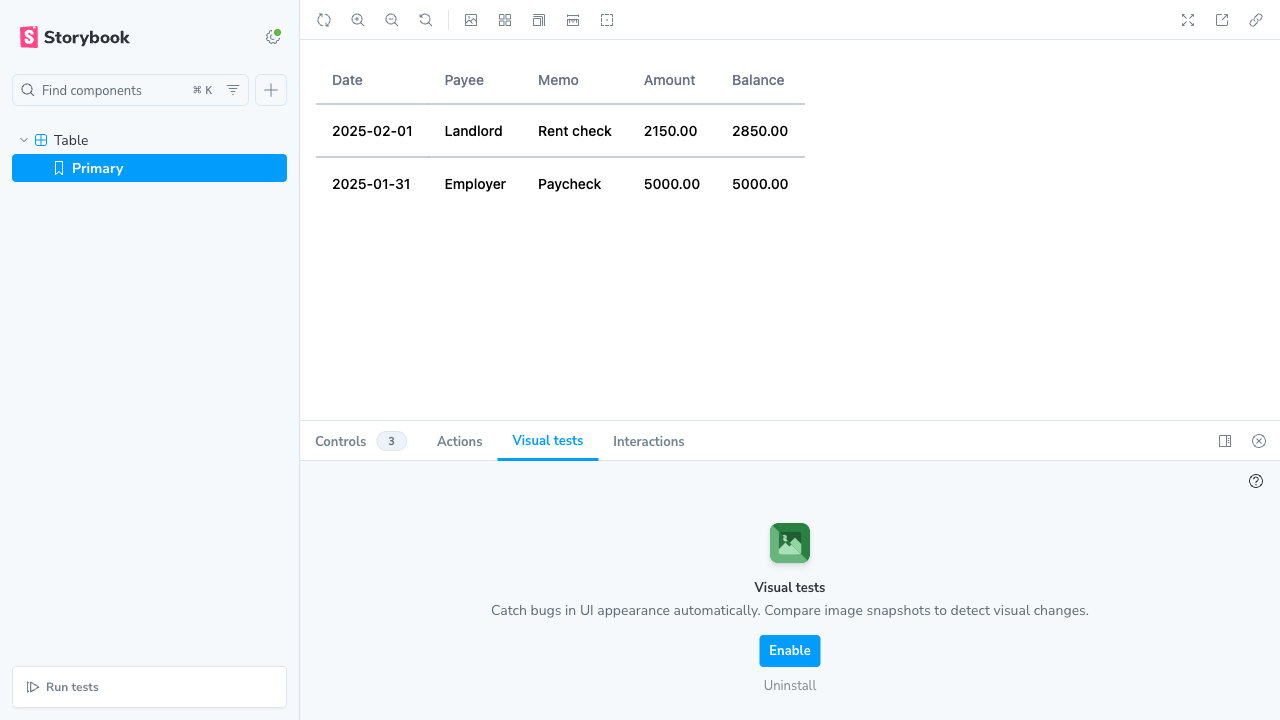 Storybook
Find components ⌘ K
Table
Primary
Run tests
Date Payee Memo Amount Balance
2025-02-01 Landlord Rent check 2150.00 2850.00
2025-01-31 Employer Paycheck 5000.00 5000.00
Controls 3 Actions Visual tests Interactions
Visual tests
Catch bugs in UI appearance automatically. Compare image snapshots to detect visual changes.
Enable
Uninstall